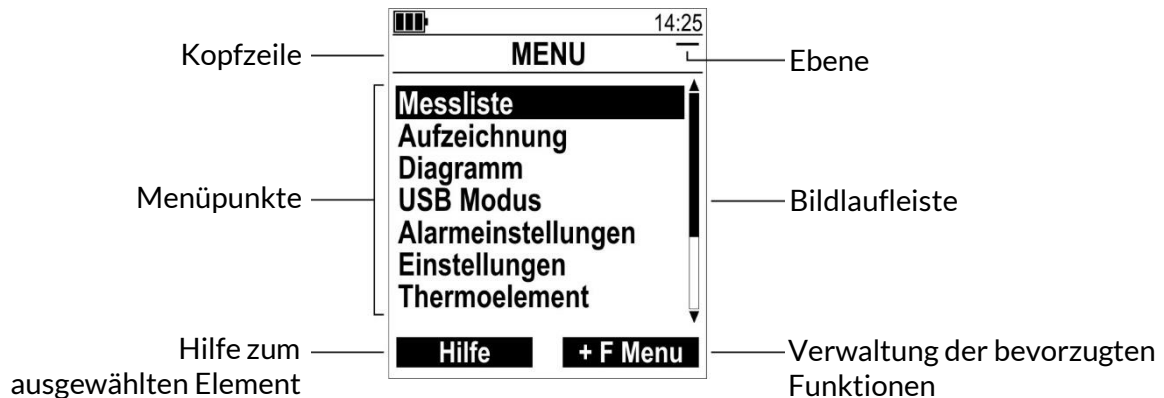 14:25
Kopfzeile
MENU
Ebene
Messliste
Aufzeichnung
Diagramm
Menüpunkte
USB Modus
Bildlaufleiste
Alarmeinstellungen
Einstellungen
Thermoelement
Hilfe zum
ausgewählten Element
Hilfe
+ F Menu
Verwaltung der bevorzugten
Funktionen